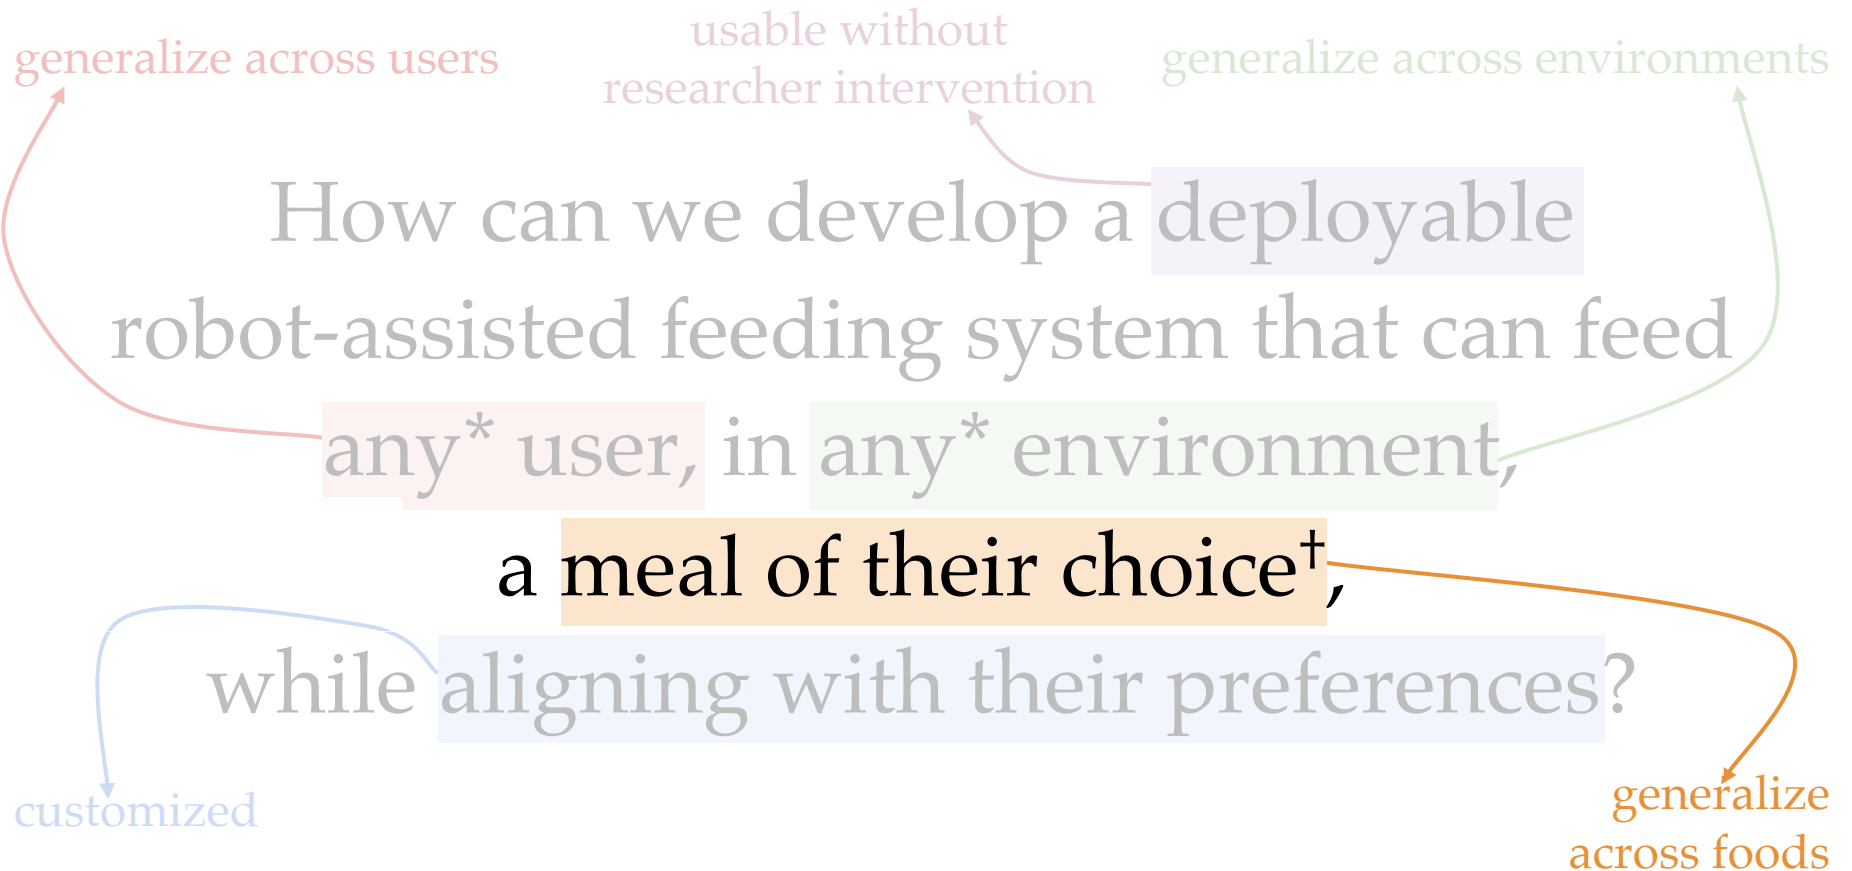 generalize across users
usable without
researcher intervention
generalize across environments
How can we develop a deployable
robot-assisted feeding system that can feed
any* user, in any* environment,
a meal of their choice†,
while aligning with their preferences?
customized
generalize
across foods